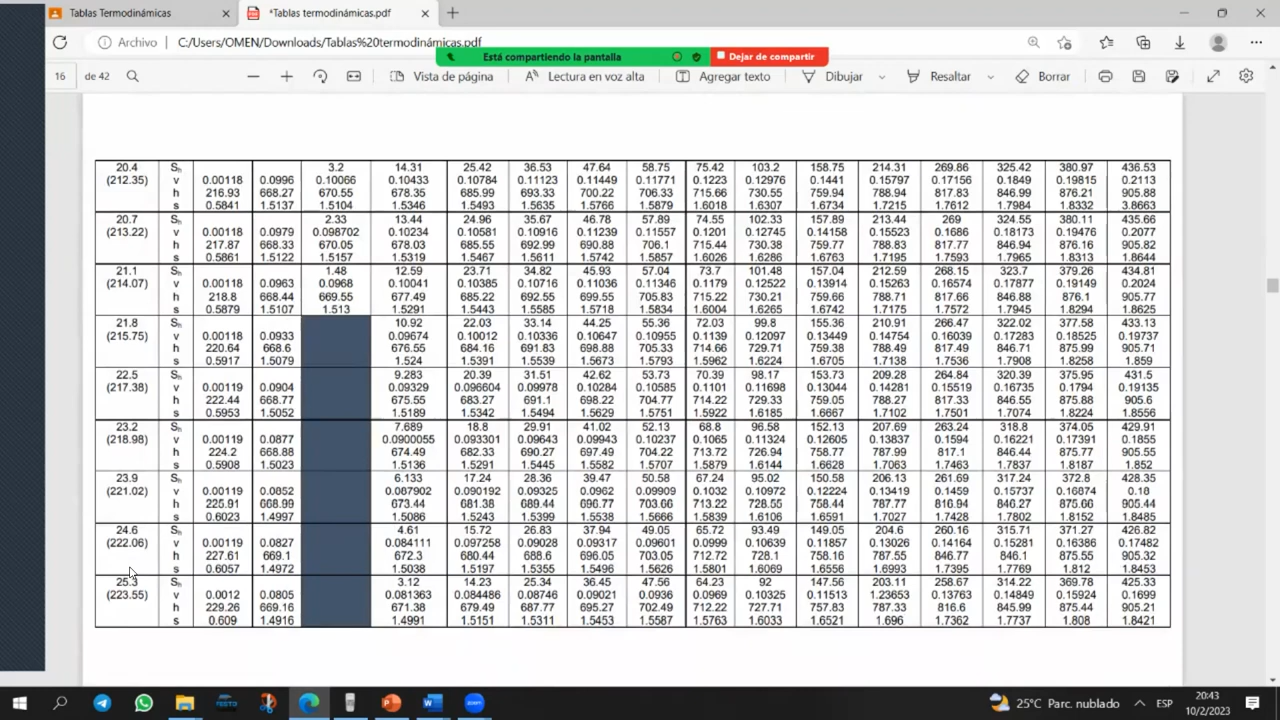 Tablas Termodinámicas
*Tablas termodinámicas.pdf
Archivo C:/Users/OMEN/Downloads/Tablas%20termodinámicas.pdf
Está compartiendo la pantalla
Dejar de compartir
16 de 42
Vista de página
Lectura en voz alta
Agregar texto
Dibujar
Resaltar
Borrar
20.4 Sh 3.2 14.31 25.42 36.53 47.64 58.75 75.42 103.2 158.75 214.31 269.86 325.42 380.97 436.53
(212.35) v 0.00118 0.0996 0.10066 0.10433 0.10784 0.11123 0.11449 0.11771 0.1223 0.12976 0.1441 0.15797 0.17156 0.1849 0.19815 0.2113
h 216.93 668.27 670.55 678.35 685.99 693.33 700.22 706.33 715.66 730.55 759.94 788.94 817.83 846.99 876.21 905.88
s 0.5841 1.5137 1.5104 1.5346 1.5493 1.5635 1.5766 1.5879 1.6018 1.6307 1.6734 1.7215 1.7612 1.7984 1.8332 3.8663
20.7 Sh 2.33 13.44 24.96 35.67 46.78 57.89 74.55 102.33 157.89 213.44 269 324.55 380.11 435.66
(213.22) v 0.00118 0.0979 0.098702 0.10234 0.10581 0.10916 0.11239 0.11557 0.1201 0.12745 0.14158 0.15523 0.1686 0.18173 0.19476 0.2077
h 217.87 668.33 670.05 678.03 685.55 692.99 690.88 706.1 715.44 730.38 759.77 788.83 817.77 846.94 876.16 905.82
s 0.5861 1.5122 1.5157 1.5319 1.5467 1.5611 1.5742 1.5857 1.6026 1.6286 1.6763 1.7195 1.7593 1.7965 1.8313 1.8644
21.1 Sh 1.48 12.59 23.71 34.82 45.93 57.04 73.7 101.48 157.04 212.59 268.15 323.7 379.26 434.81
(214.07) v 0.00118 0.0963 0.0968 0.10041 0.10385 0.10716 0.11036 0.11346 0.1179 0.12522 0.13914 0.15263 0.16574 0.17877 0.19149 0.2024
h 218.8 668.44 669.55 677.49 685.22 692.55 699.55 705.83 715.22 730.21 759.66 788.71 817.66 846.88 876.1 905.77
s 0.5879 1.5107 1.513 1.5291 1.5443 1.5585 1.5718 1.5834 1.6004 1.6265 1.6742 1.7175 1.7572 1.7945 1.8294 1.8625
21.8 Sh 10.92 22.03 33.14 44.25 55.36 72.03 99.8 155.36 210.91 266.47 322.02 377.58 433.13
(215.75) v 0.00118 0.0933 0.09674 0.10012 0.10336 0.10647 0.10955 0.1139 0.12097 0.13443 0.14754 0.16039 0.17283 0.18525 0.19737
h 220.64 668.6 676.55 684.16 691.83 698.88 705.33 714.66 729.71 759.38 788.49 817.49 846.71 875.99 905.71
s 0.5917 1.5079 1.524 1.5391 1.5539 1.5673 1.5793 1.5962 1.6224 1.6705 1.7138 1.7536 1.7908 1.8258 1.859
22.5 Sh 9.283 20.39 31.51 42.62 53.73 70.39 98.17 153.73 209.28 264.84 320.39 375.95 431.5
(217.38) v 0.00119 0.0904 0.09329 0.096604 0.09978 0.10284 0.10585 0.1101 0.11698 0.13044 0.14281 0.15519 0.16735 0.1794 0.19135
h 222.44 668.77 675.55 683.27 691.1 698.22 704.77 714.22 729.33 759.05 788.27 817.33 846.55 875.88 905.6
s 0.5953 1.5052 1.5189 1.5342 1.5494 1.5629 1.5751 1.5922 1.6185 1.6667 1.7102 1.7501 1.7074 1.8224 1.8556
23.2 Sh 7.689 18.8 29.91 41.02 52.13 68.8 96.58 152.13 207.69 263.24 318.8 374.05 429.91
(218.98) v 0.00119 0.0877 0.0900055 0.093301 0.09643 0.09943 0.10237 0.1065 0.11324 0.12605 0.13837 0.1594 0.16221 0.17391 0.1855
h 224.2 668.88 674.49 682.33 690.27 697.49 704.22 713.72 726.94 758.77 787.99 817.1 846.44 875.77 905.55
s 0.5908 1.5023 1.5136 1.5291 1.5445 1.5582 1.5707 1.5879 1.6144 1.6628 1.7063 1.7463 1.7837 1.8187 1.852
23.9 Sh 6.133 17.24 28.36 39.47 50.58 67.24 95.02 150.58 206.13 261.69 317.24 372.8 428.35
(221.02) v 0.00119 0.0852 0.087902 0.090192 0.09325 0.0962 0.09909 0.1032 0.10972 0.12224 0.13419 0.1459 0.15737 0.16874 0.18
h 225.91 668.99 673.44 681.38 689.44 696.77 703.66 713.22 728.55 758.44 787.77 816.94 846.27 875.66 905.44
s 0.6023 1.4997 1.5086 1.5243 1.5399 1.5538 1.5666 1.5839 1.6106 1.6591 1.7027 1.7428 1.7802 1.8152 1.8485
24.6 Sh 4.61 15.72 26.83 37.94 49.05 65.72 93.49 149.05 204.6 260.16 315.71 371.27 426.82
(222.06) v 0.00119 0.0827 0.084111 0.097258 0.09028 0.09317 0.09601 0.0999 0.10639 0.11857 0.13026 0.14164 0.15281 0.16386 0.17482
h 227.61 669.1 672.3 680.44 688.6 696.05 703.05 712.72 728.1 758.16 787.55 846.77 846.1 875.55 905.32
s 0.6057 1.4972 1.5038 1.5197 1.5355 1.5496 1.5626 1.5801 1.6069 1.6556 1.6993 1.7395 1.7769 1.812 1.8453
Sh 3.12 14.23 25.34 36.45 47.56 64.23 92 147.56 203.11 258.67 314.22 369.78 425.33
(223.55) v 0.0012 0.0805 0.081363 0.084486 0.08746 0.09021 0.0936 0.0969 0.10325 0.11513 1.23653 0.13763 0.14849 0.15924 0.1699
h 229.26 669.16 671.38 679.49 687.77 695.27 702.49 712.22 727.71 757.83 787.33 816.6 845.99 875.44 905.21
s 0.609 1.4916 1.4991 1.5151 1.5311 1.5453 1.5587 1.5763 1.6033 1.6521 1.696 1.7362 1.7737 1.808 1.8421
25°C Parc. nublado
ESP
20:43
10/2/2023